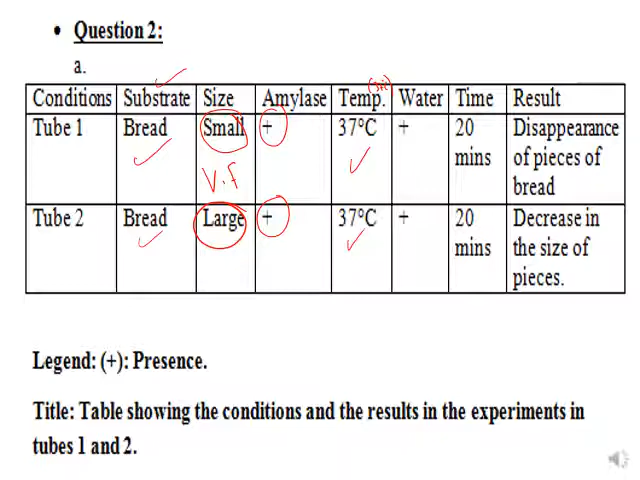 • Question 2:
a.
Conditions Substrate Size Amylase Temp. Water Time Result
Tube 1 Bread Small + 37°C + 20 mins Disappearance of pieces of bread
V.F
Tube 2 Bread Large + 37°C + 20 mins Decrease in the size of pieces.
Legend: (+): Presence.
Title: Table showing the conditions and the results in the experiments in
tubes 1 and 2.